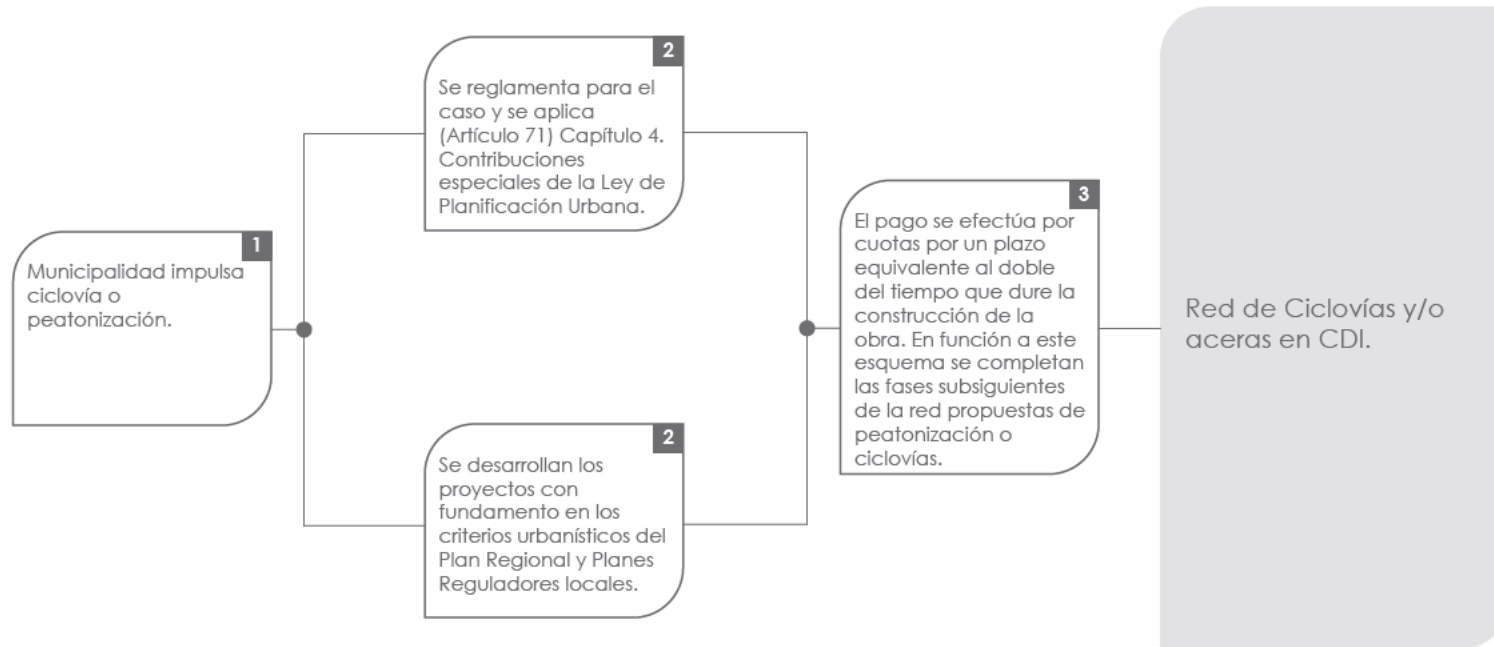 1
Municipalidad impulsa
ciclovía o
peatonización.
2
Se reglamenta para el
caso y se aplica
(Artículo 71) Capítulo 4.
Contribuciones
especiales de la Ley de
Planificación Urbana.
2
Se desarrollan los
proyectos con
fundamento en los
criterios urbanísticos del
Plan Regional y Planes
Reguladores locales.
3
El pago se efectúa por
cuotas por un plazo
equivalente al doble
del tiempo que dure la
construcción de la
obra. En función a este
esquema se completan
las fases subsiguientes
de la red propuestas de
peatonización o
ciclovías.
Red de Ciclovías y/o
aceras en CDI.